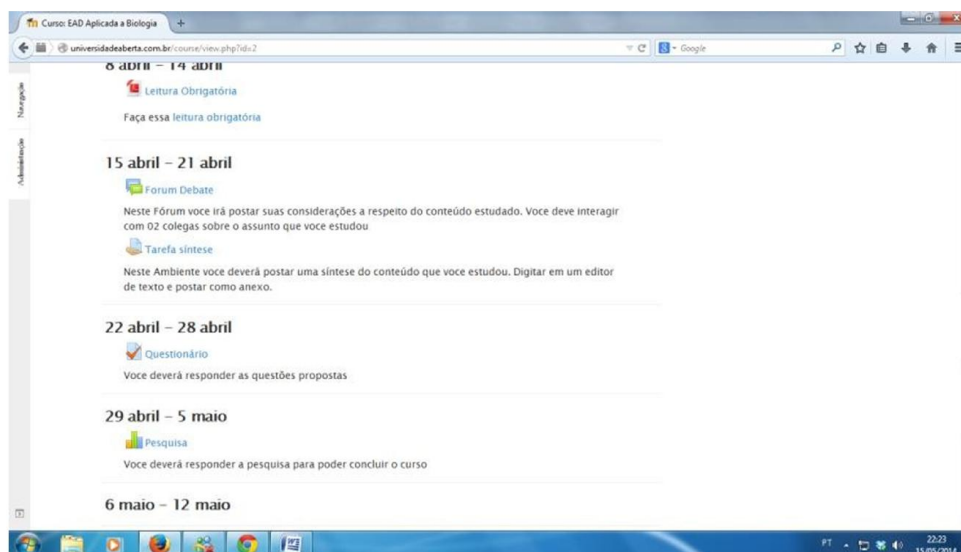 Curso: EAD Aplicada a Biologia
universidadeaberta.com.br/course/view.php?id=2
Google
Navegação
Administração
8 abril – 14 abril
Leitura Obrigatória
Faça essa leitura obrigatória
15 abril – 21 abril
Forum Debate
Neste Fórum voce irá postar suas considerações a respeito do conteúdo estudado. Voce deve interagir
com 02 colegas sobre o assunto que voce estudou
Tarefa síntese
Neste Ambiente voce deverá postar uma síntese do conteúdo que voce estudou. Digitar em um editor
de texto e postar como anexo.
22 abril – 28 abril
Questionário
Voce deverá responder as questões propostas
29 abril – 5 maio
Pesquisa
Voce deverá responder a pesquisa para poder concluir o curso
6 maio – 12 maio
PT
22:23
15/05/2014